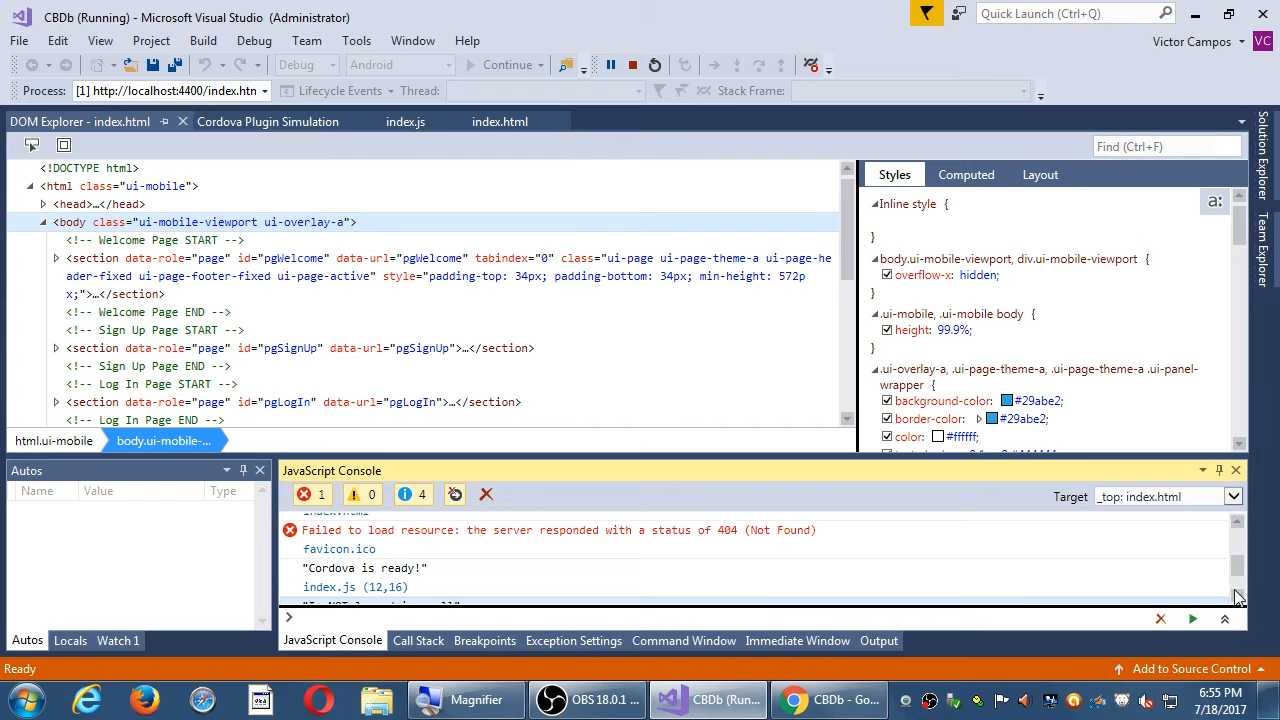 CBDb (Running) - Microsoft Visual Studio (Administrator)
Quick Launch (Ctrl+Q)
File Edit View Project Build Debug Team Tools Window Help
Victor Campos VC
Debug Android Continue
Process: [1] http://localhost:4400/index.htn Lifecycle Events Thread: Stack Frame:
DOM Explorer - index.html Cordova Plugin Simulation index.js index.html
Find (Ctrl+F)
<!DOCTYPE html>
<html class="ui-mobile">
<head>…</head>
<body class="ui-mobile-viewport ui-overlay-a">
<!-- Welcome Page START -->
<section data-role="page" id="pgWelcome" data-url="pgWelcome" tabindex="0" class="ui-page ui-page-theme-a ui-page-he
ader-fixed ui-page-footer-fixed ui-page-active" style="padding-top: 34px; padding-bottom: 34px; min-height: 572p
x;">…</section>
<!-- Welcome Page END -->
<!-- Sign Up Page START -->
<section data-role="page" id="pgSignUp" data-url="pgSignUp">…</section>
<!-- Sign Up Page END -->
<!-- Log In Page START -->
<section data-role="page" id="pgLogIn" data-url="pgLogIn">…</section>
<!-- Log In Page END -->
html.ui-mobile body.ui-mobile-...
Styles Computed Layout
Inline style {
a:
}
body.ui-mobile-viewport, div.ui-mobile-viewport {
overflow-x: hidden;
}
.ui-mobile, .ui-mobile body {
height: 99.9%;
}
.ui-overlay-a, .ui-page-theme-a, .ui-page-theme-a .ui-panel-
wrapper {
background-color: #29abe2;
border-color: #29abe2;
color: #ffffff;
Solution Explorer
Team Explorer
Autos
Name Value Type
JavaScript Console
1 0 4
Target _top: index.html
index.html
Failed to load resource: the server responded with a status of 404 (Not Found)
favicon.ico
"Cordova is ready!"
index.js (12,16)
Autos Locals Watch 1
JavaScript Console Call Stack Breakpoints Exception Settings Command Window Immediate Window Output
Ready
Add to Source Control
Magnifier
OBS 18.0.1 ...
CBDb (Run...
CBDb - Go...
6:55 PM
7/18/2017